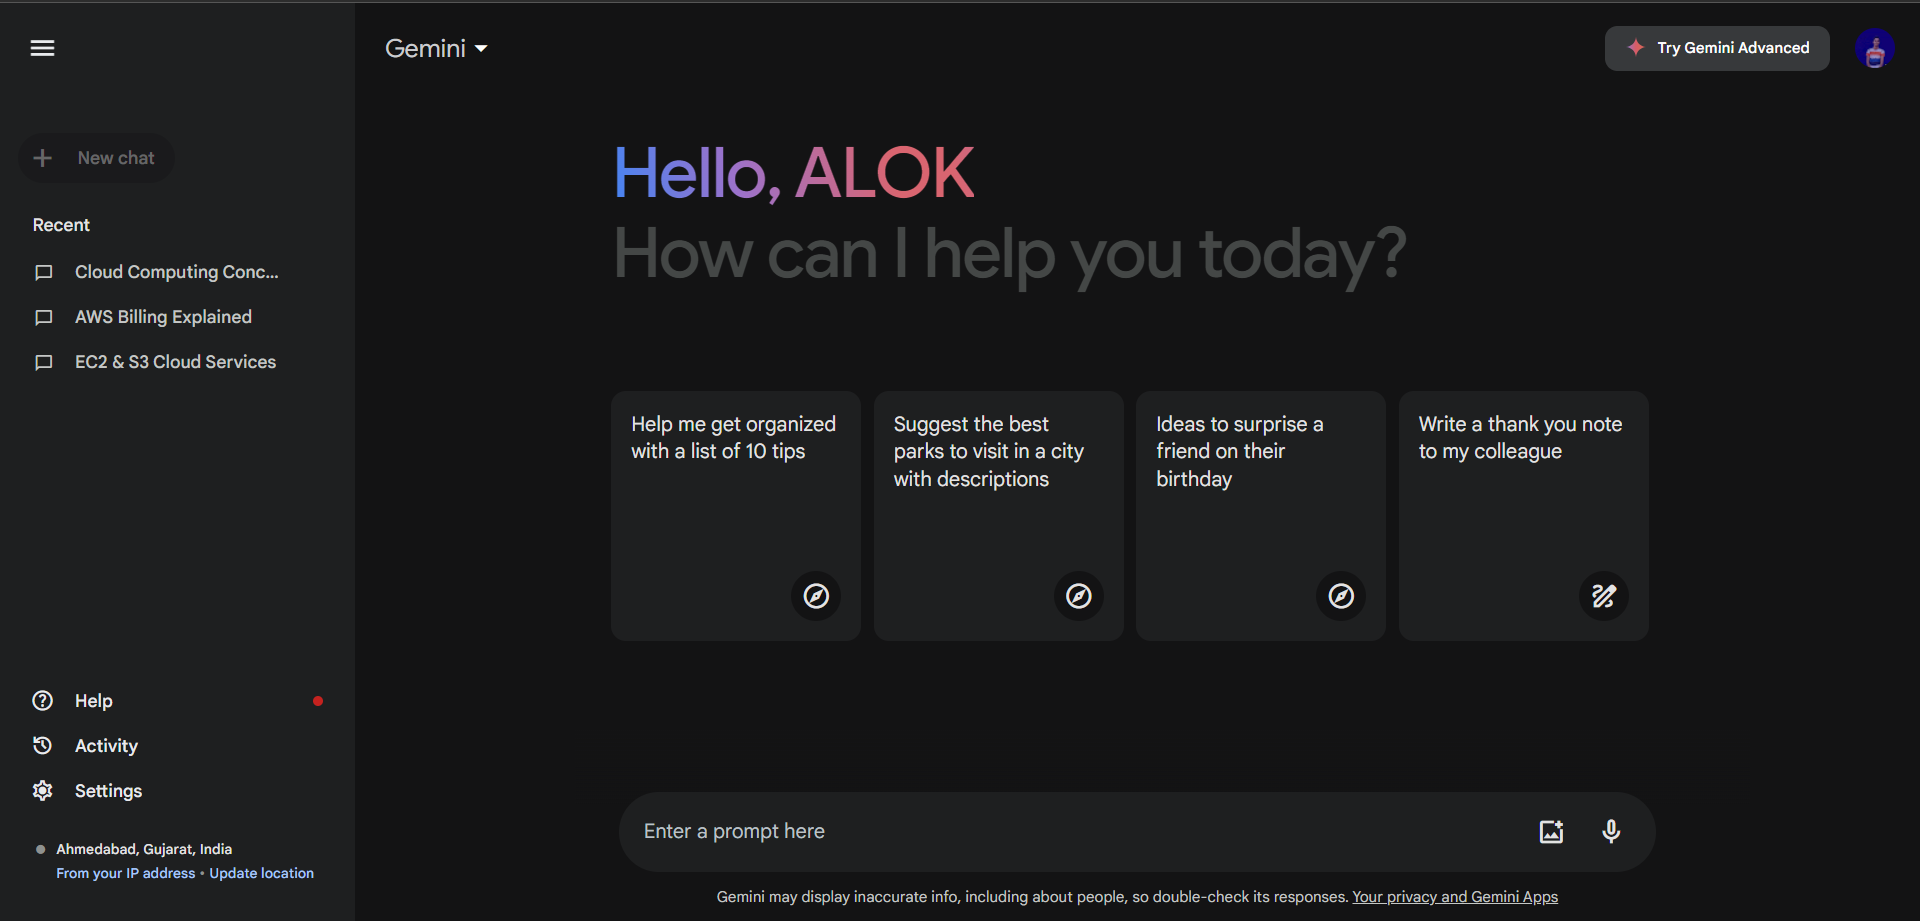 Gemini
Try Gemini Advanced
New chat
Recent
Cloud Computing Conc...
AWS Billing Explained
EC2 & S3 Cloud Services
Hello, ALOK
How can I help you today?
Help me get organized
with a list of 10 tips
Suggest the best
parks to visit in a city
with descriptions
Ideas to surprise a
friend on their
birthday
Write a thank you note
to my colleague
Help
Activity
Settings
Ahmedabad, Gujarat, India
From your IP address • Update location
Enter a prompt here
Gemini may display inaccurate info, including about people, so double-check its responses. Your privacy and Gemini Apps